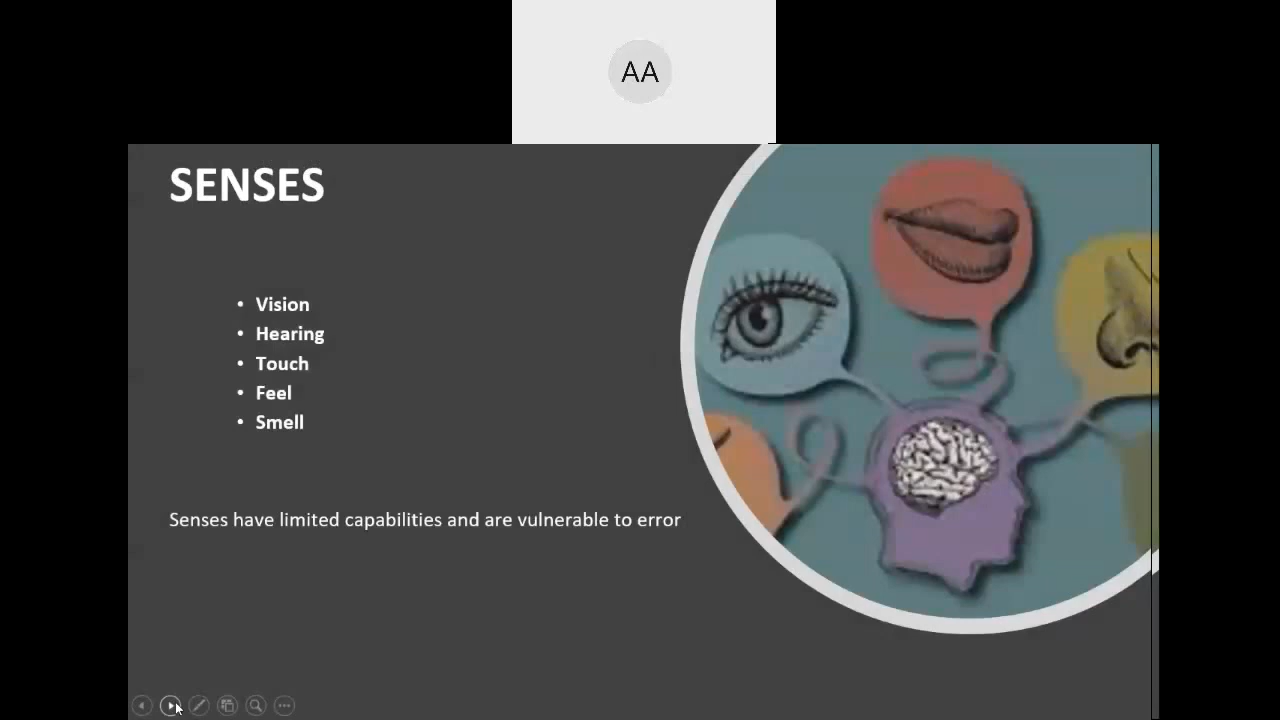 AA
SENSES
• Vision
• Hearing
• Touch
• Feel
• Smell
Senses have limited capabilities and are vulnerable to error